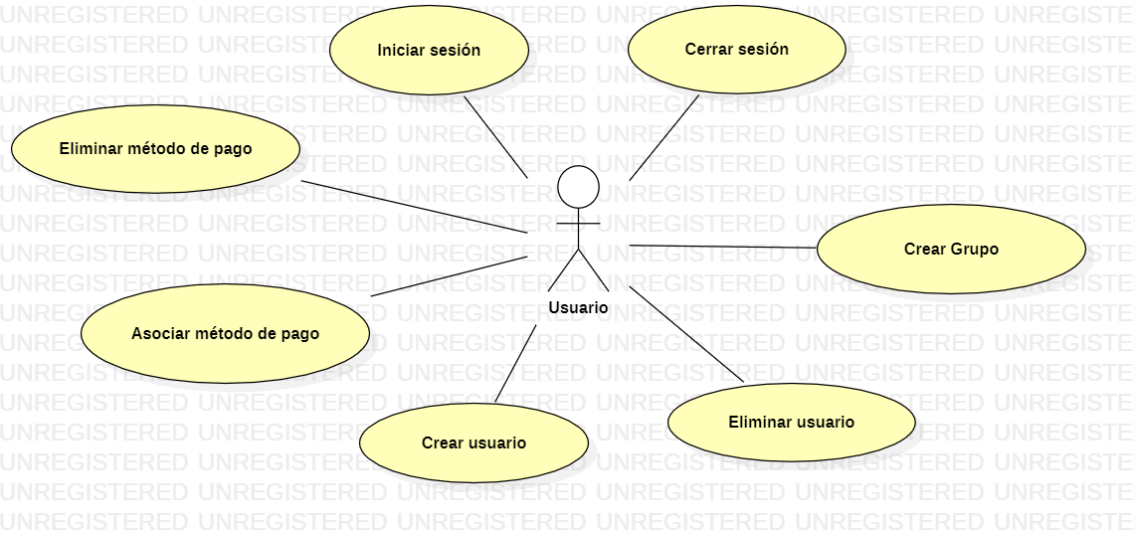 Iniciar sesión
Cerrar sesión
Eliminar método de pago
Crear Grupo
Usuario
Asociar método de pago
Eliminar usuario
Crear usuario
UNREGISTERED